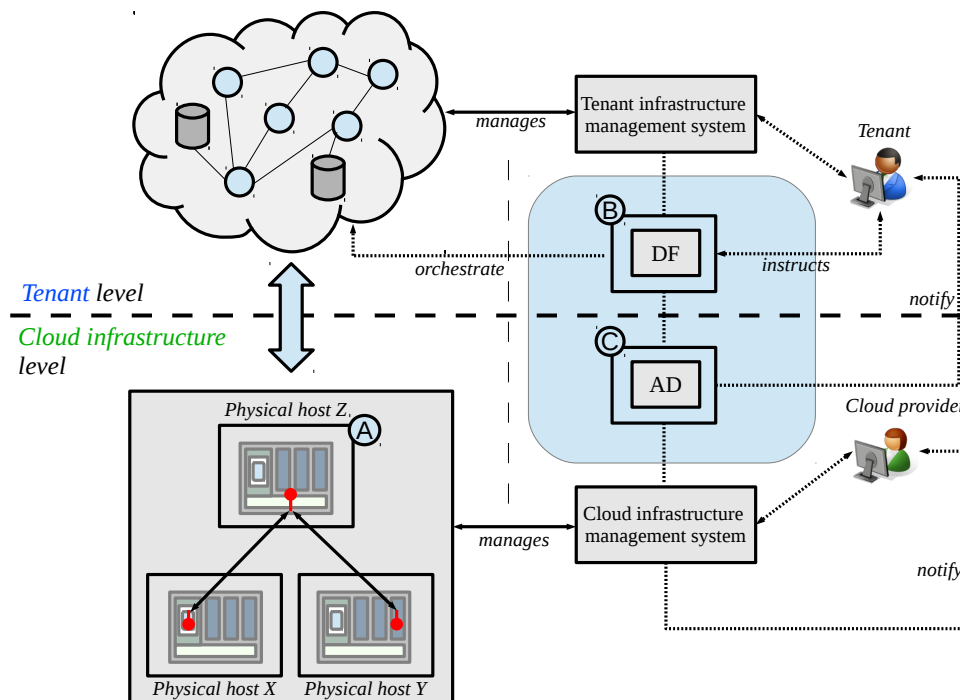 Tenant infrastructure
management system
manages
Tenant
B
DF
orchestrate
instructs
Tenant level
notify
Cloud infrastructure
level
C
AD
Physical host Z
A
Cloud provider
Cloud infrastructure
management system
manages
notify
Physical host X
Physical host Y